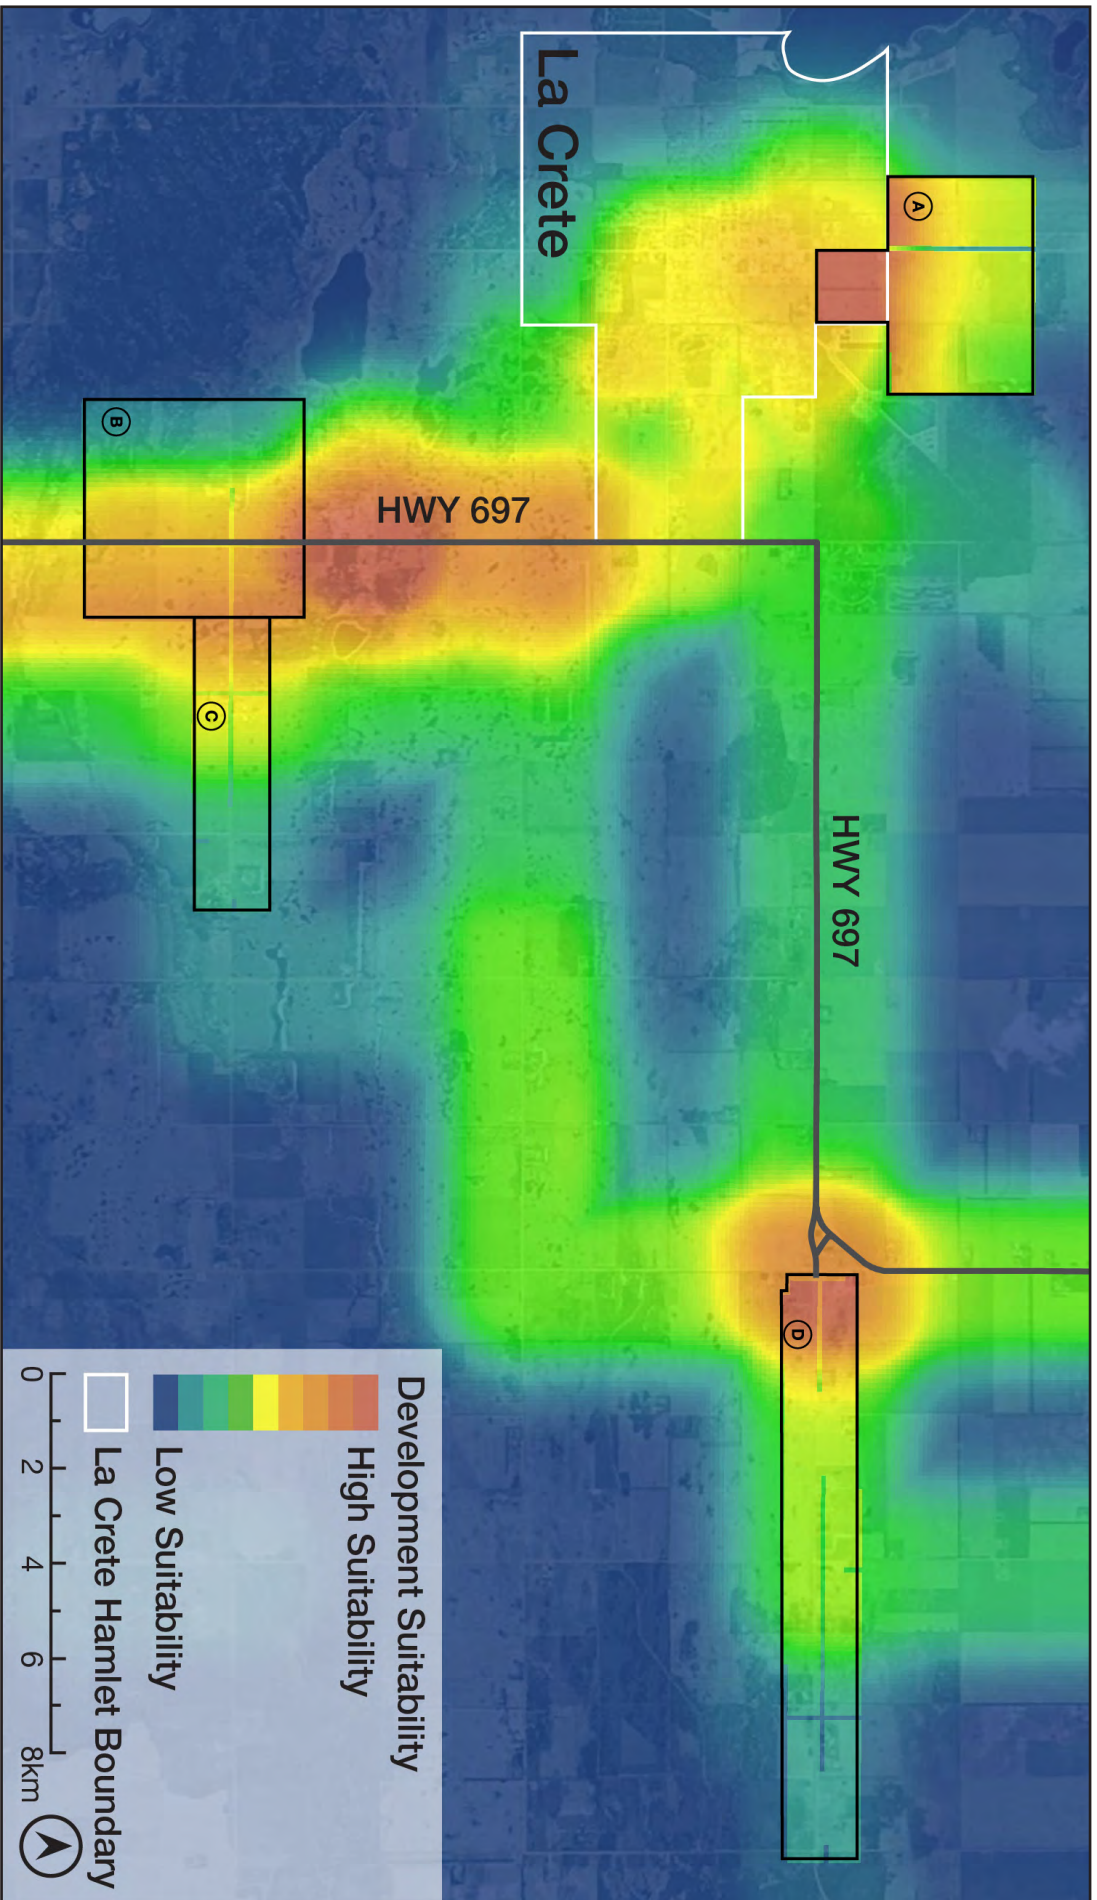 La Crete
A
B
HWY 697
C
HWY 697
D
Development Suitability
High Suitability
Low Suitability
La Crete Hamlet Boundary
0 2 4 6 8km